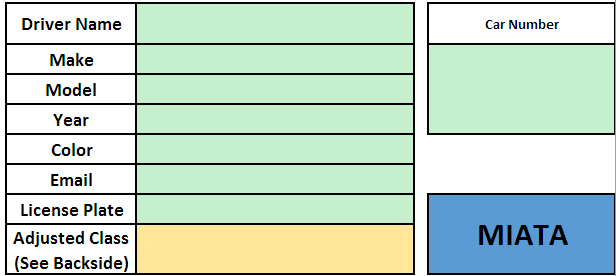 Driver Name
Car Number
Make
Model
Year
Color
Email
License Plate
Adjusted Class
(See Backside)
MIATA